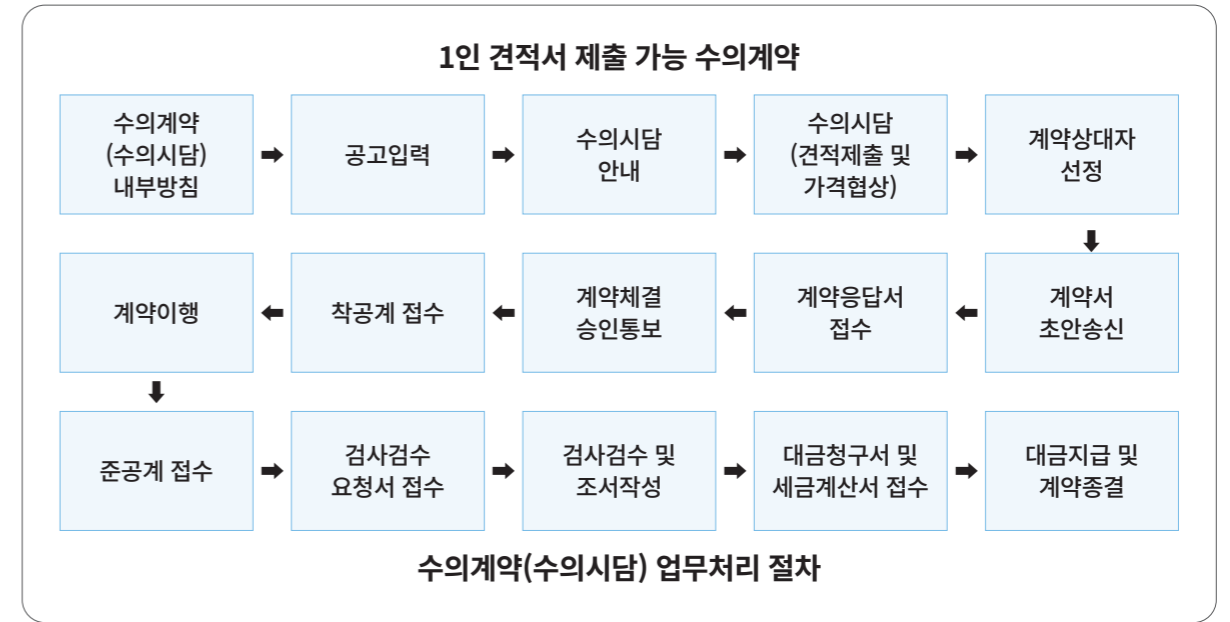 1인 견적서 제출 가능 수의계약
수의계약
(수의시담)
내부방침
공고입력
수의시담
안내
수의시담
(견적제출 및
가격협상)
계약상대자
선정
계약서
초안송신
계약응답서
접수
계약체결
승인통보
착공계 접수
계약이행
준공계 접수
검사검수
요청서 접수
검사검수 및
조서작성
대금청구서 및
세금계산서 접수
대금지급 및
계약종결
수의계약(수의시담) 업무처리 절차